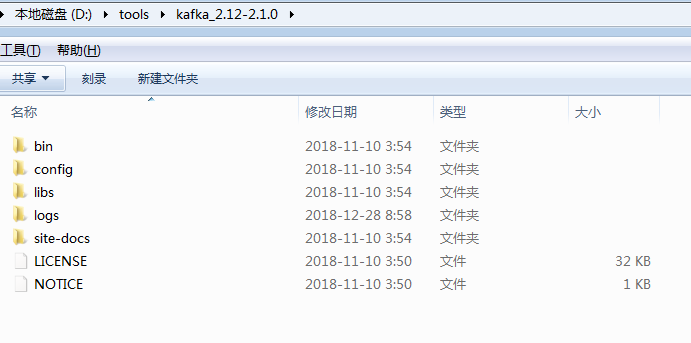 本地磁盘 (D:) tools kafka_2.12-2.1.0
工具(T) 帮助(H)
共享 刻录 新建文件夹
名称 修改日期 类型 大小
bin 2018-11-10 3:54 文件夹
config 2018-11-10 3:54 文件夹
libs 2018-11-10 3:54 文件夹
logs 2018-12-28 8:58 文件夹
site-docs 2018-11-10 3:54 文件夹
LICENSE 2018-11-10 3:50 文件 32 KB
NOTICE 2018-11-10 3:50 文件 1 KB